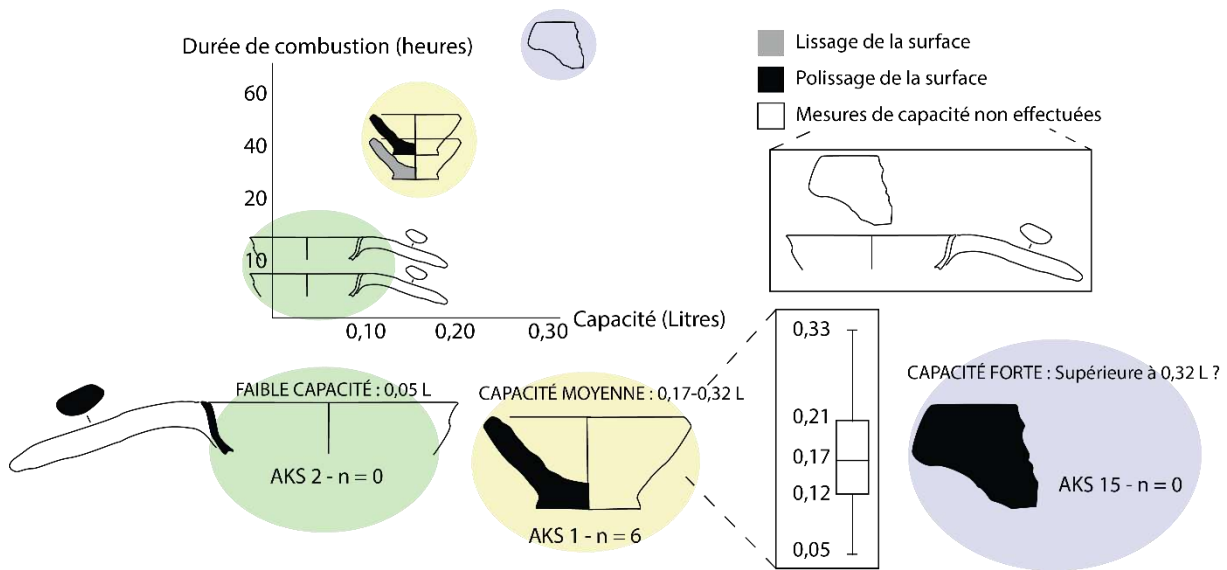 Durée de combustion (heures)
60
40
20
10
0,10 0,20 0,30
Capacité (Litres)
Lissage de la surface
Polissage de la surface
Mesures de capacité non effectuées
FAIBLE CAPACITÉ : 0,05 L
AKS 2 - n = 0
CAPACITÉ MOYENNE : 0,17-0,32 L
AKS 1 - n = 6
0,33
0,21
0,17
0,12
0,05
CAPACITÉ FORTE : Supérieure à 0,32 L ?
AKS 15 - n = 0